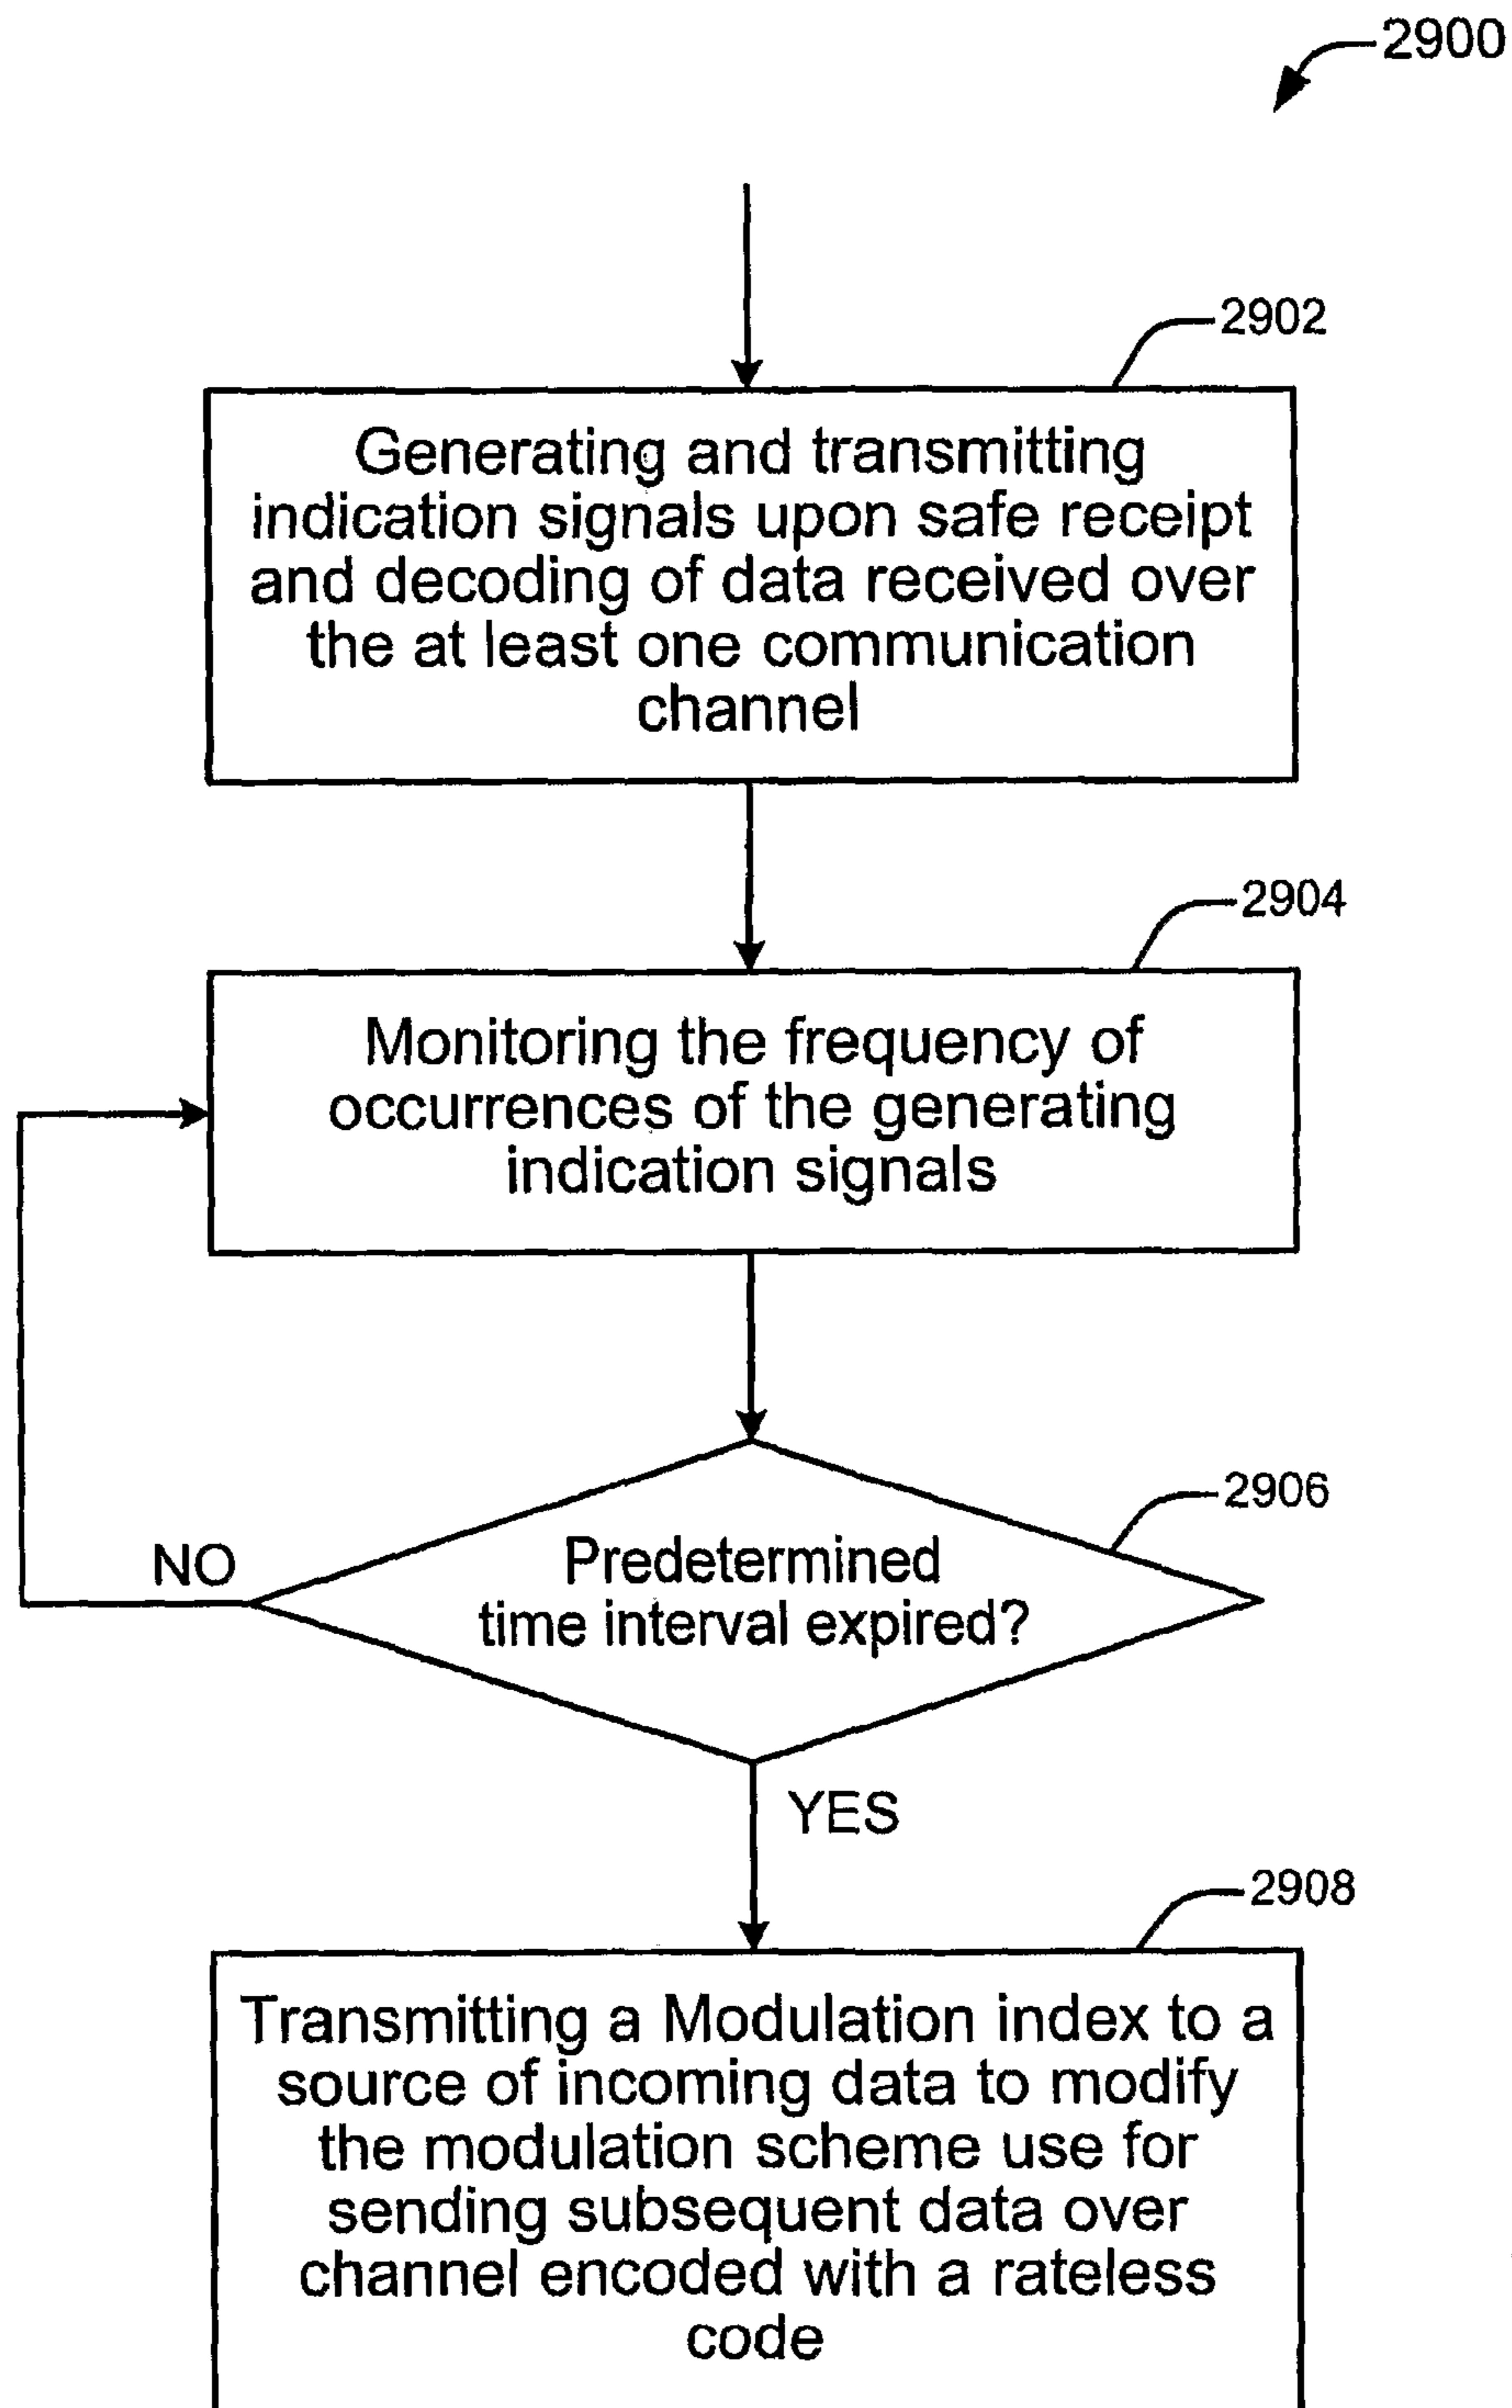 2900
2902
Generating and transmitting
indication signals upon safe receipt
and decoding of data received over
the at least one communication
channel
2904
Monitoring the frequency of
occurrences of the generating
indication signals
2906
NO
Predetermined
time interval expired?
YES
2908
Transmitting a Modulation index to a
source of incoming data to modify
the modulation scheme use for
sending subsequent data over
channel encoded with a rateless
code